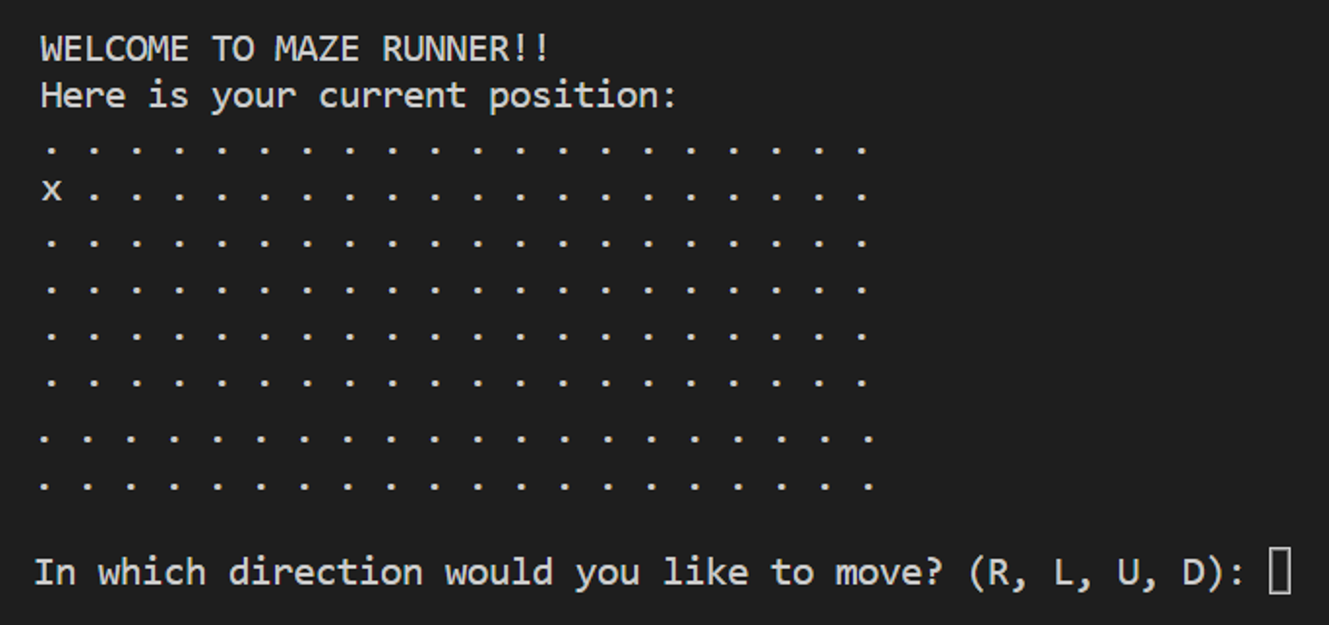 WELCOME TO MAZE RUNNER!!
Here is your current position:
. . . . . . . . . . . . . . . . . . . .
x . . . . . . . . . . . . . . . . . . .
. . . . . . . . . . . . . . . . . . . .
. . . . . . . . . . . . . . . . . . . .
. . . . . . . . . . . . . . . . . . . .
. . . . . . . . . . . . . . . . . . . .
. . . . . . . . . . . . . . . . . . . .
. . . . . . . . . . . . . . . . . . . .
In which direction would you like to move? (R, L, U, D):